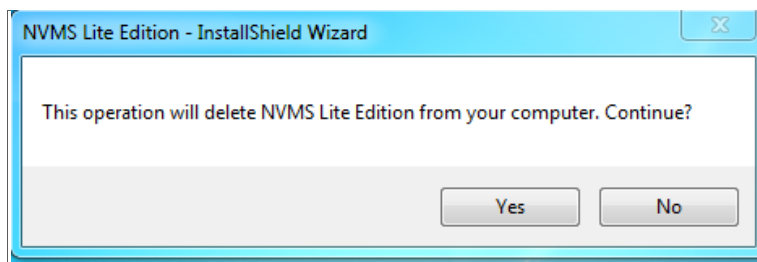 NVMS Lite Edition - InstallShield Wizard
This operation will delete NVMS Lite Edition from your computer. Continue?
Yes No